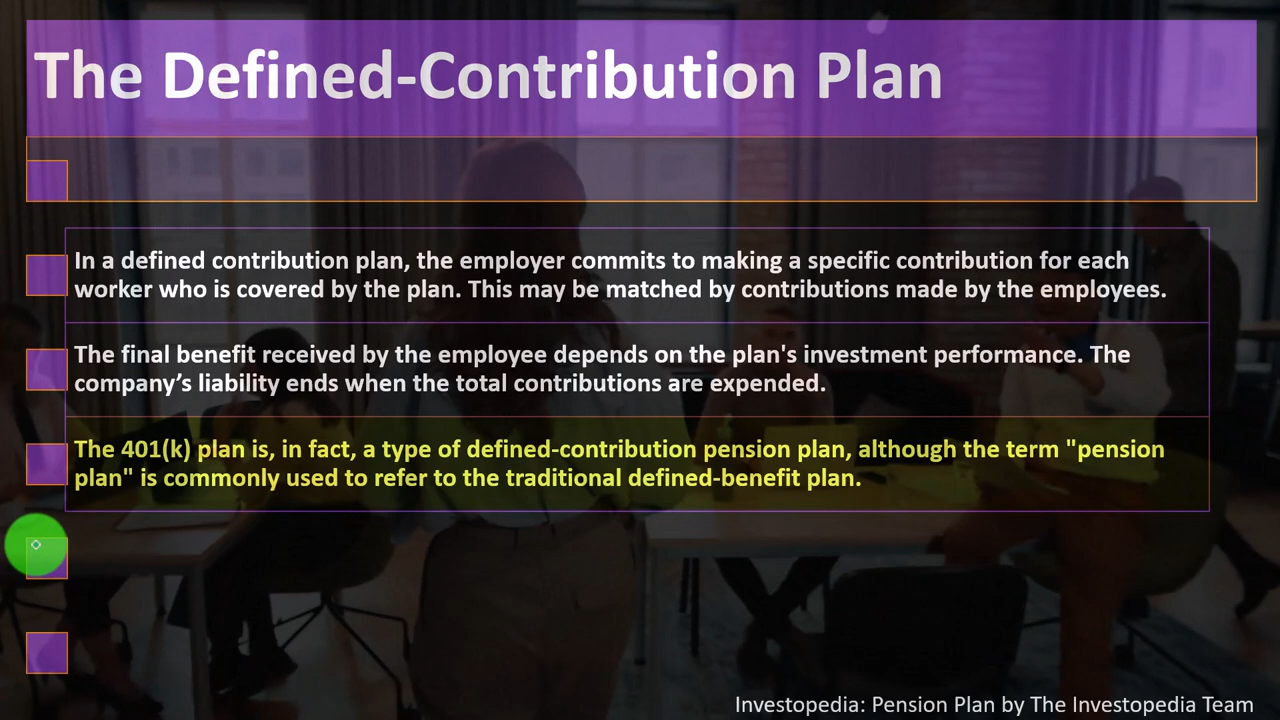 The Defined-Contribution Plan
In a defined contribution plan, the employer commits to making a specific contribution for each
worker who is covered by the plan. This may be matched by contributions made by the employees.
The final benefit received by the employee depends on the plan's investment performance. The
company’s liability ends when the total contributions are expended.
The 401(k) plan is, in fact, a type of defined-contribution pension plan, although the term "pension
plan" is commonly used to refer to the traditional defined-benefit plan.
Investopedia: Pension Plan by The Investopedia Team